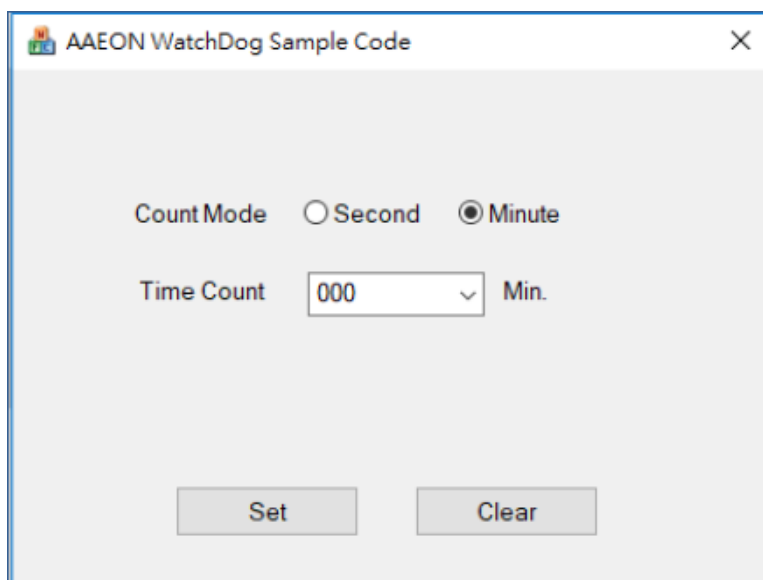 AAEON WatchDog Sample Code
Count Mode Second Minute
Time Count 000 Min.
Set Clear